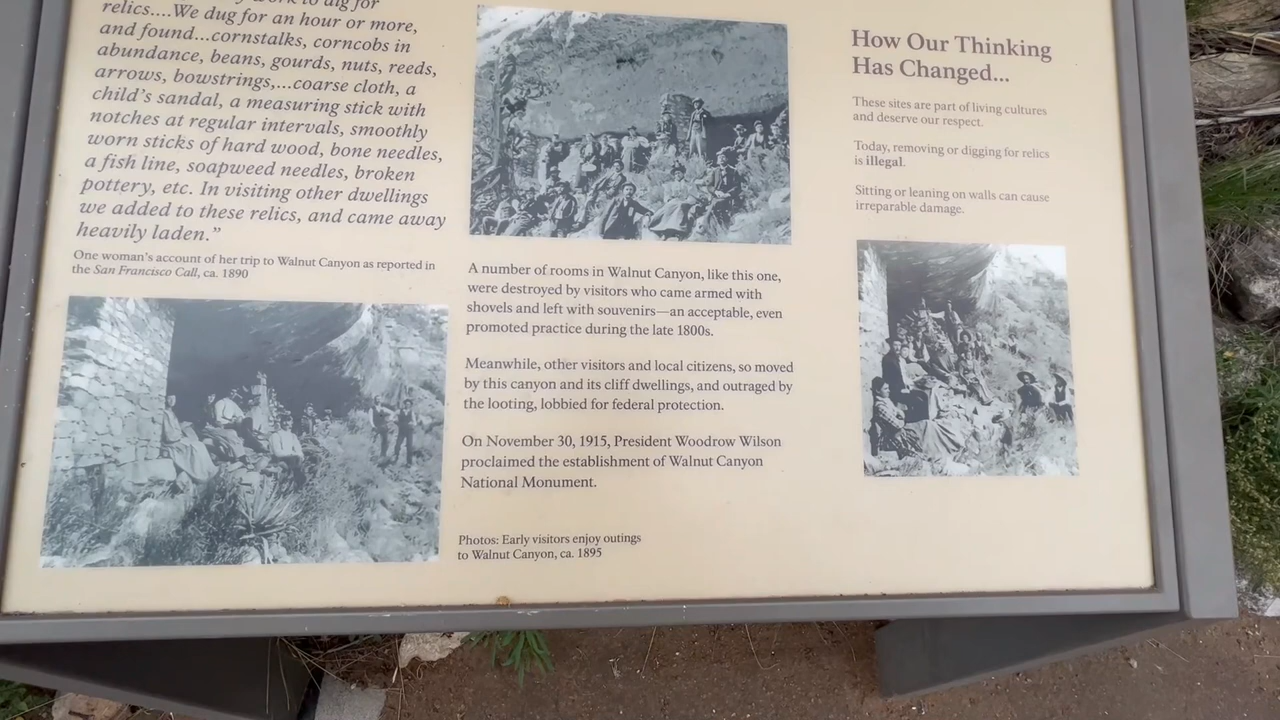 work to dig for
relics....We dug for an hour or more,
and found...cornstalks, corncobs in
abundance, beans, gourds, nuts, reeds,
arrows, bowstrings,...coarse cloth, a
child's sandal, a measuring stick with
notches at regular intervals, smoothly
worn sticks of hard wood, bone needles,
a fish line, soapweed needles, broken
pottery, etc. In visiting other dwellings
we added to these relics, and came away
heavily laden."
One woman's account of her trip to Walnut Canyon as reported in
the San Francisco Call, ca. 1890
A number of rooms in Walnut Canyon, like this one,
were destroyed by visitors who came armed with
shovels and left with souvenirs—an acceptable, even
promoted practice during the late 1800s.
Meanwhile, other visitors and local citizens, so moved
by this canyon and its cliff dwellings, and outraged by
the looting, lobbied for federal protection.
On November 30, 1915, President Woodrow Wilson
proclaimed the establishment of Walnut Canyon
National Monument.
Photos: Early visitors enjoy outings
to Walnut Canyon, ca. 1895
How Our Thinking
Has Changed...
These sites are part of living cultures
and deserve our respect.
Today, removing or digging for relics
is illegal.
Sitting or leaning on walls can cause
irreparable damage.